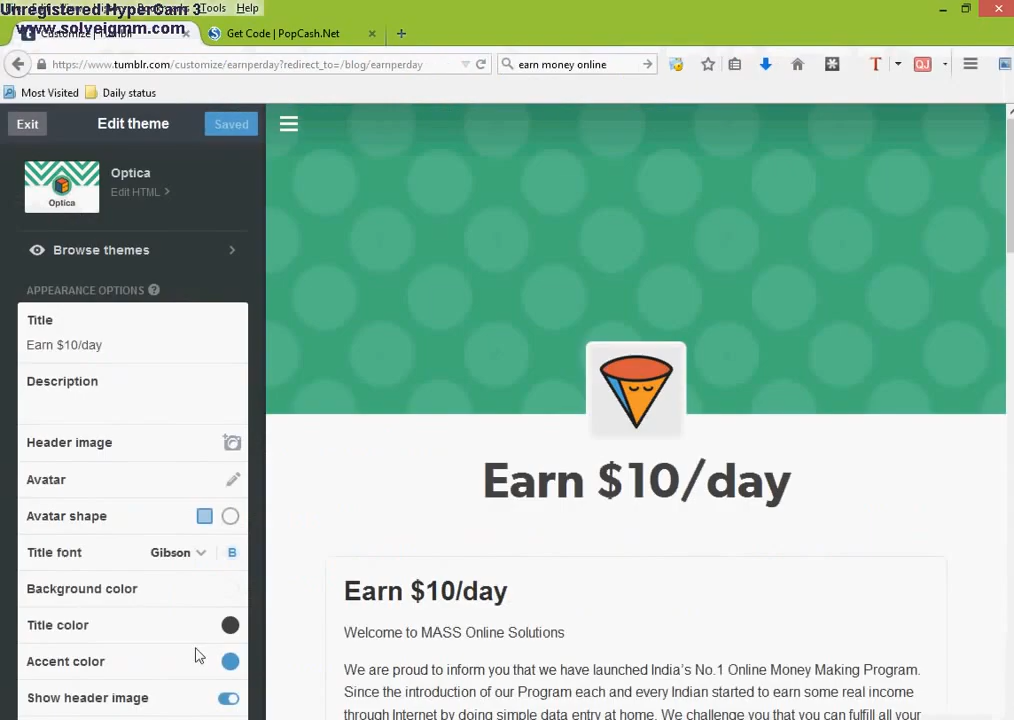 Unregistered HyperCam 3
www.solveigmm.com
Tools Help
Get Code | PopCash.Net
https://www.tumblr.com/customize/earnperday?redirect_to=/blog/earnperday
earn money online
Most Visited
Daily status
Exit
Edit theme
Saved
Optica
Optica
Edit HTML
Browse themes
APPEARANCE OPTIONS
Title
Earn $10/day
Description
Header image
Avatar
Avatar shape
Title font
Gibson
B
Background color
Title color
Accent color
Show header image
Earn $10/day
Earn $10/day
Welcome to MASS Online Solutions
We are proud to inform you that we have launched India's No.1 Online Money Making Program.
Since the introduction of our Program each and every Indian started to earn some real income
through Internet by doing simple data entry at home. We challenge you that you can fulfill all your